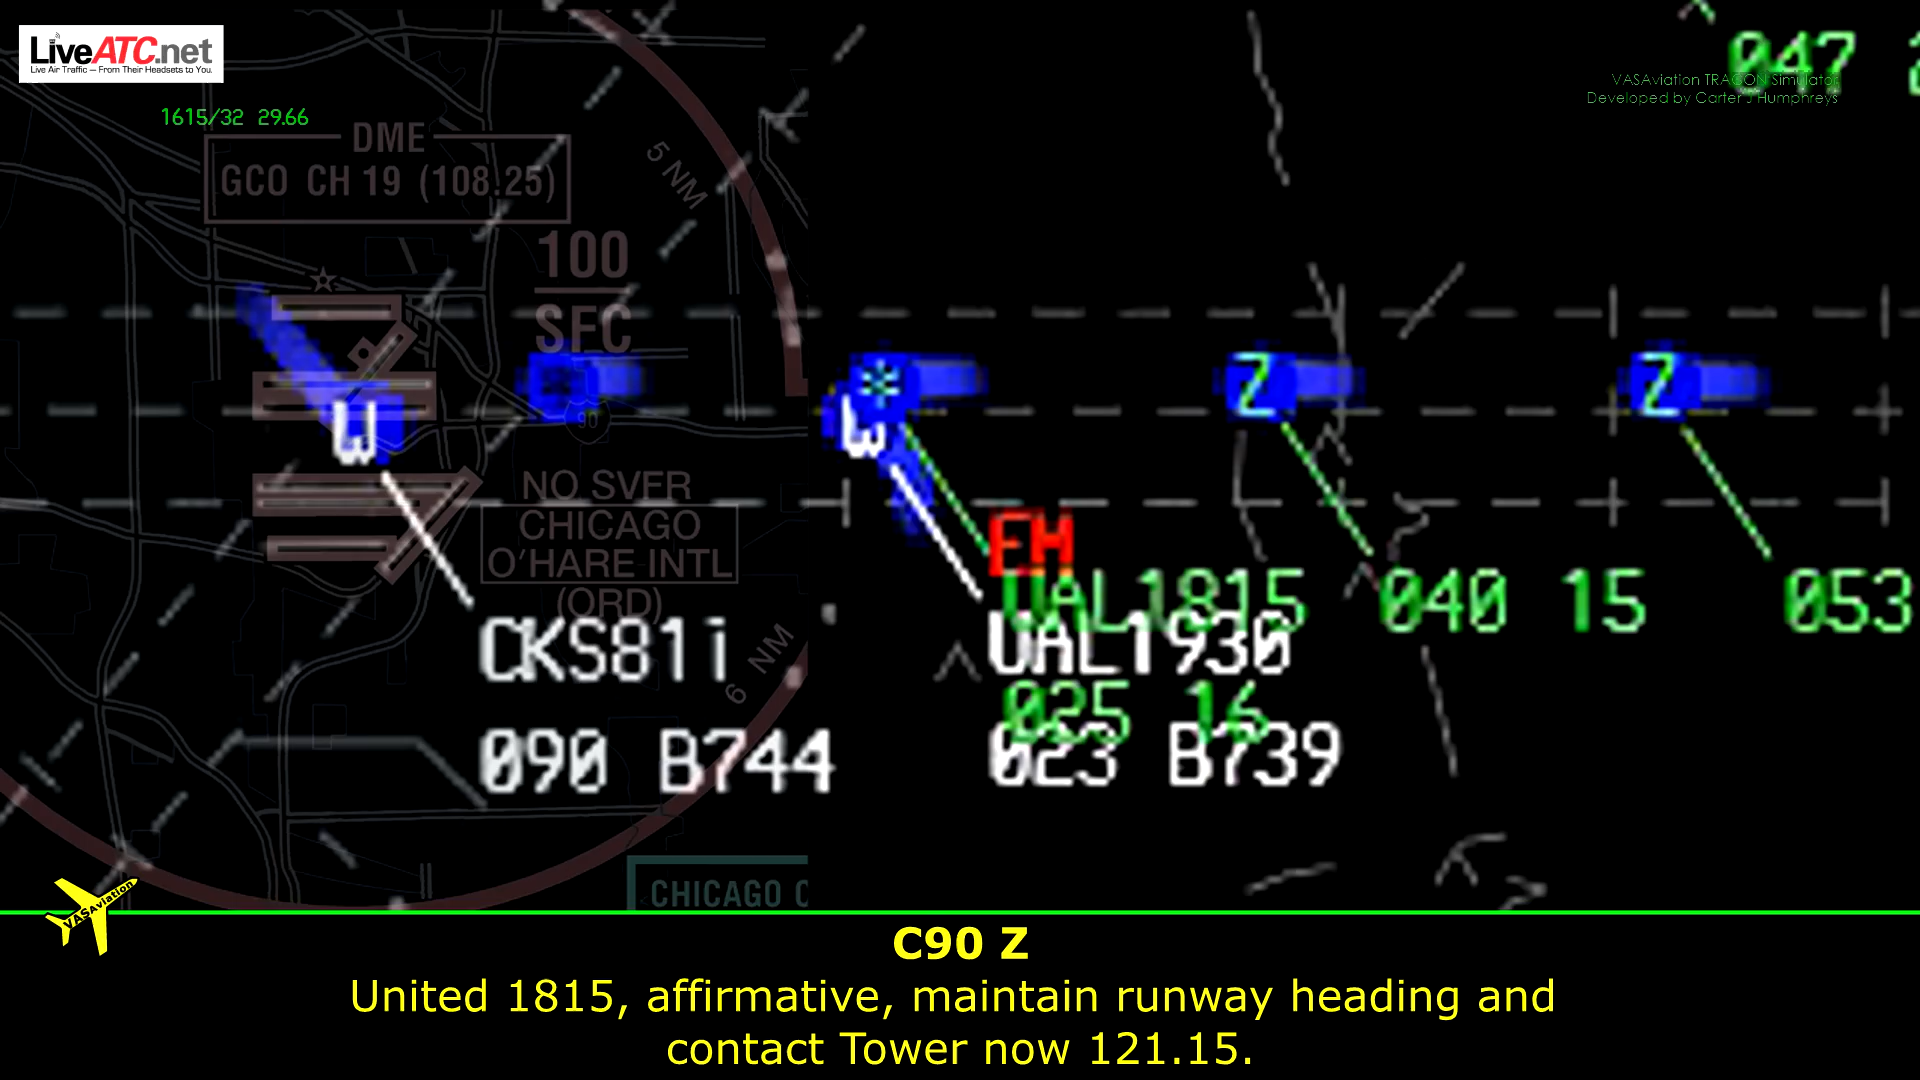 LiveATC.net
Live Air Traffic — From Their Headsets to You.
047
VASAviation TRACON Simulator
Developed by Carter J Humphreys
1615/32 29.66
DME
GCO CH 19 (108.25)
5 NM
100
SFC
W
*
W
Z
Z
90
NO SVFR
CHICAGO
O'HARE INTL
(ORD)
EM
UAL1815
025 16
040 15
053
CKS81i
090 B744
UAL1930
023 B739
6 NM
CHICAGO
VASAviation
C90 Z
United 1815, affirmative, maintain runway heading and
contact Tower now 121.15.